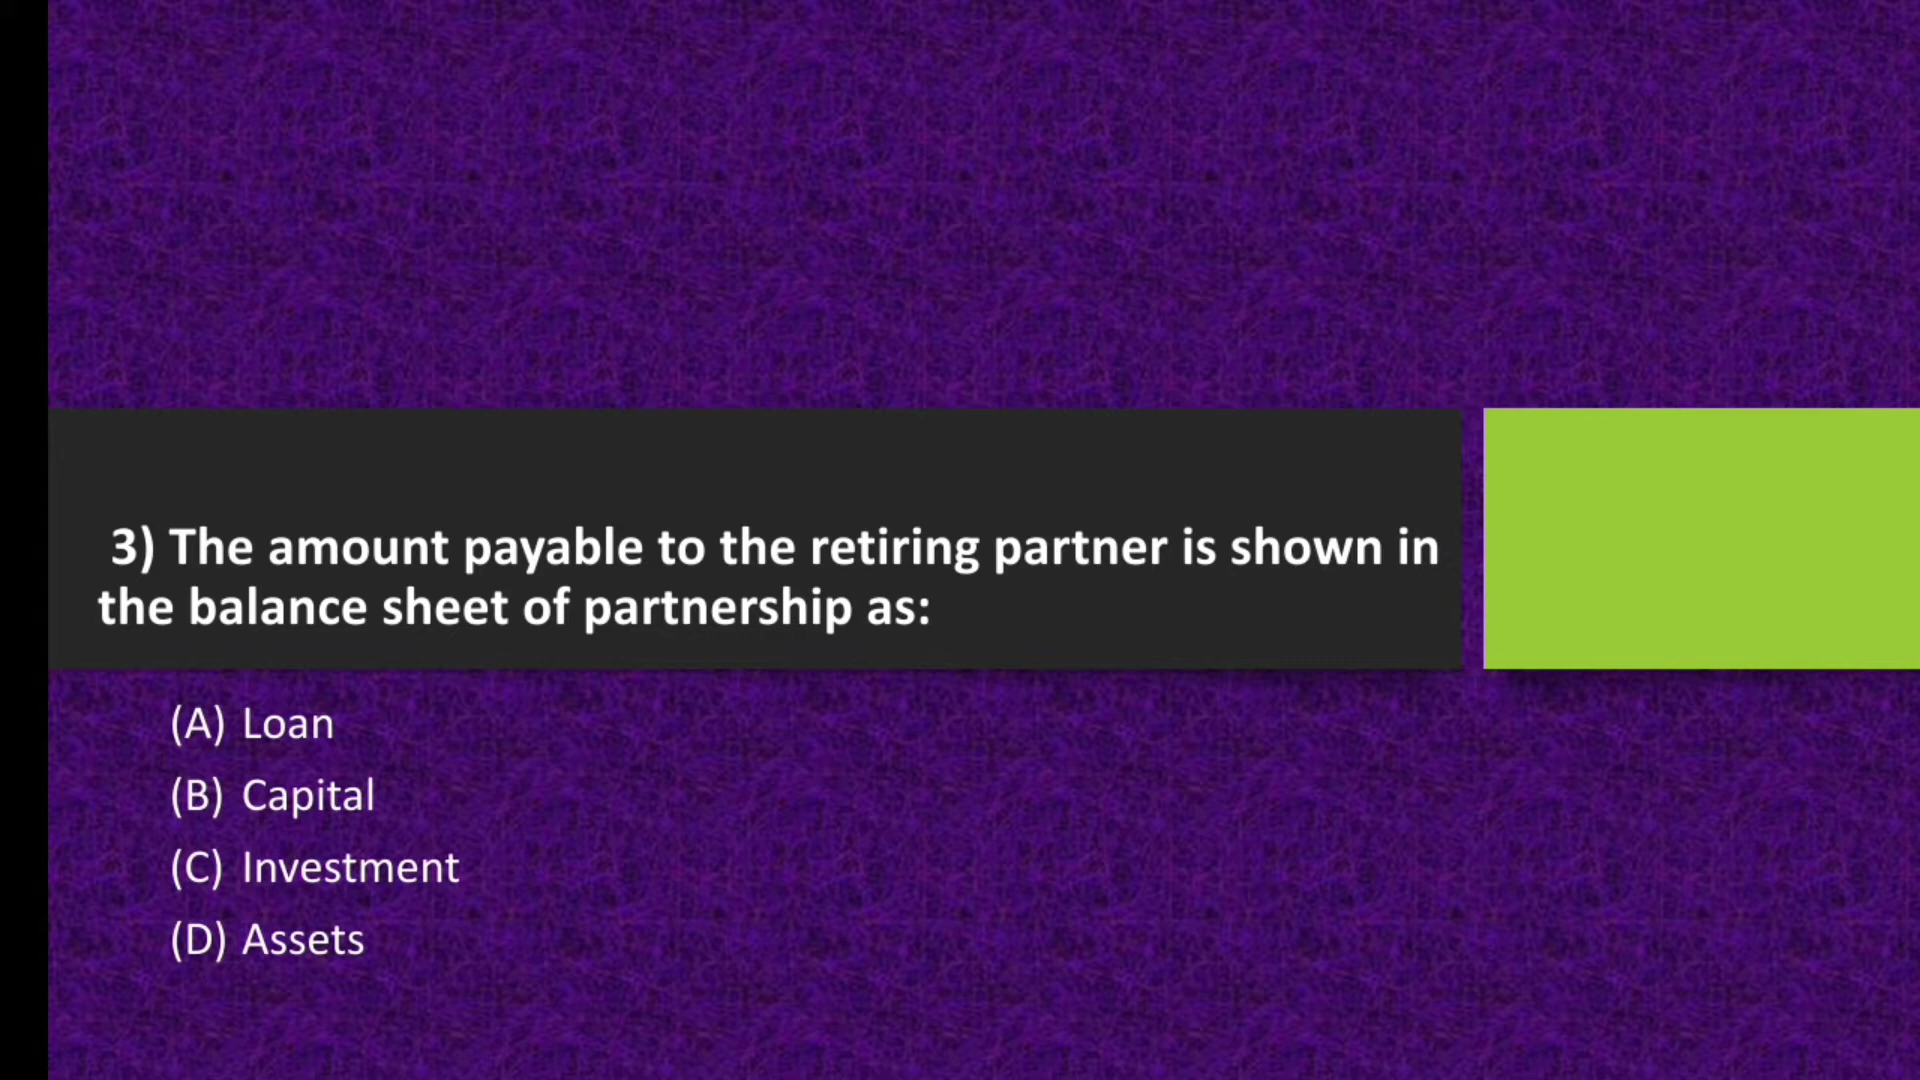 3) The amount payable to the retiring partner is shown in
the balance sheet of partnership as:
(A) Loan
(B) Capital
(C) Investment
(D) Assets